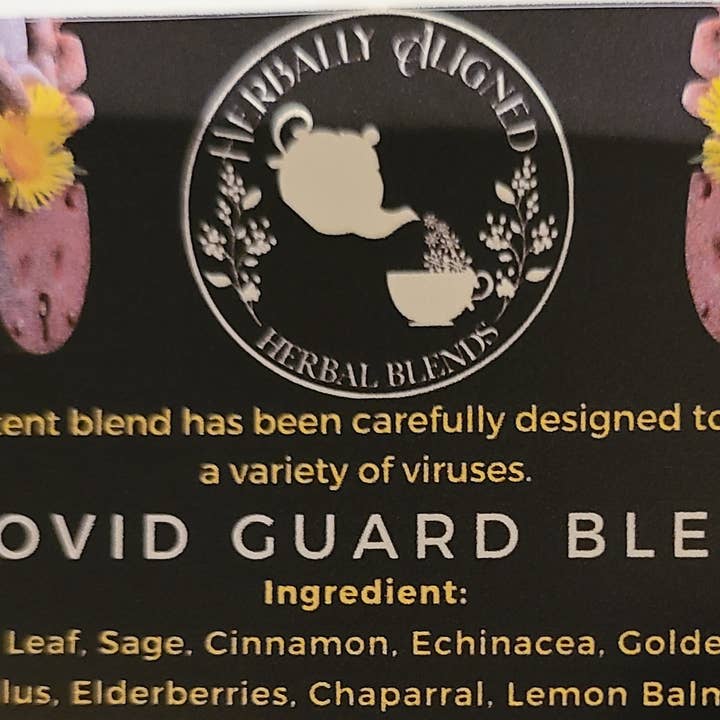 HERBALLY ALIGNED
HERBAL BLENDS
tent blend has been carefully designed to
a variety of viruses.
OVID GUARD BLE
Ingredient:
Leaf, Sage, Cinnamon, Echinacea, Golde
lus, Elderberries, Chaparral, Lemon Balm